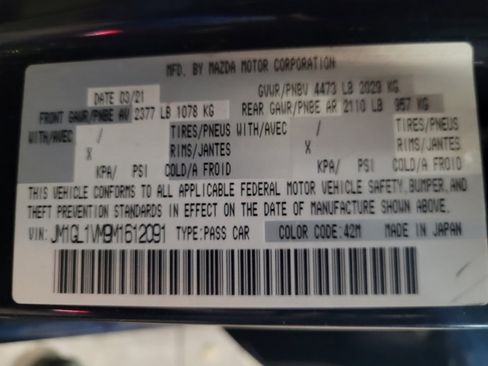 MFD. BY MAZDA MOTOR CORPORATION
DATE 03/21 GVWR/PNBV 4473 LB 2029 KG
FRONT GAWR/PNBE AV 2377 LB 1078 KG REAR GAWR/PNBE AR 2110 LB 957 KG
WITH/AVEC / TIRES/PNEUS WITH/AVEC / TIRES/PNEUS
X RIMS/JANTES X RIMS/JANTES
KPA/ PSI COLD/A FROID KPA/ PSI COLD/A FROID
THIS VEHICLE CONFORMS TO ALL APPLICABLE FEDERAL MOTOR VEHICLE SAFETY,BUMPER,AND
THEFT PREVENTION STANDARDS IN EFFECT ON THE DATE OF MANUFACTURE SHOWN ABOVE.
VIN: JM1GL1VM9M1612091 TYPE:PASS CAR COLOR CODE:42M MADE IN JAPAN